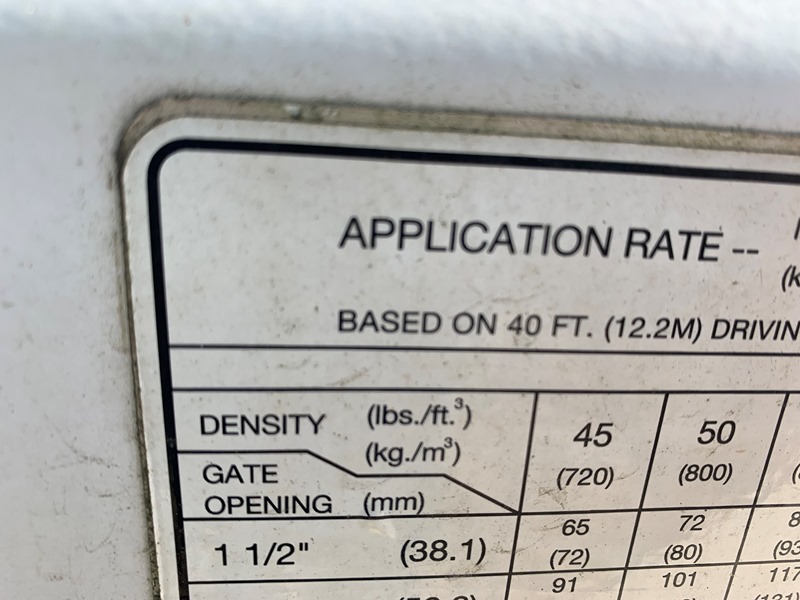 APPLICATION RATE --
BASED ON 40 FT. (12.2M)
DENSITY (lbs./ft.³) 45 50
(kg./m³) (720) (800)
GATE
OPENING (mm)
1 1/2" (38.1) 65 72
(72) (80)
91 101 117